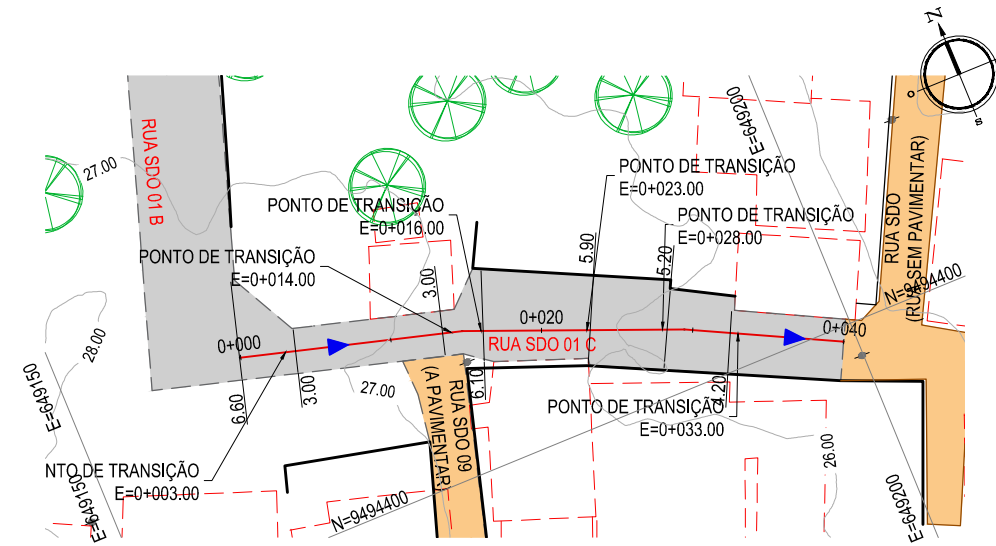 N
o
s
RUA SDO 01 B
27.00
E=649200
RUA SDO
(RUA SEM PAVIMENTAR)
PONTO DE TRANSIÇÃO
E=0+023.00
PONTO DE TRANSIÇÃO
E=0+016.00
PONTO DE TRANSIÇÃO
E=0+028.00
PONTO DE TRANSIÇÃO
E=0+014.00
5.90
5.20
3.00
N=9494400
0+000
0+020
0+040
RUA SDO 01 C
28.00
E=649150
6.60
3.00
27.00
6.10
4.20
RUA SDO 09
(A PAVIMENTAR)
PONTO DE TRANSIÇÃO
E=0+033.00
26.00
NTO DE TRANSIÇÃO
E=0+003.00
E=649150
N=9494400
E=649200